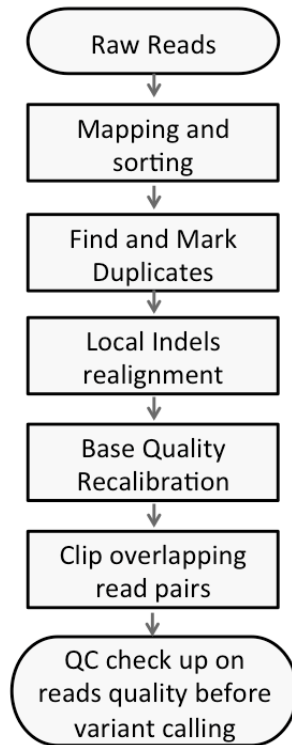 Raw Reads
Mapping and
sorting
Find and Mark
Duplicates
Local Indels
realignment
Base Quality
Recalibration
Clip overlapping
read pairs
QC check up on
reads quality before
variant calling